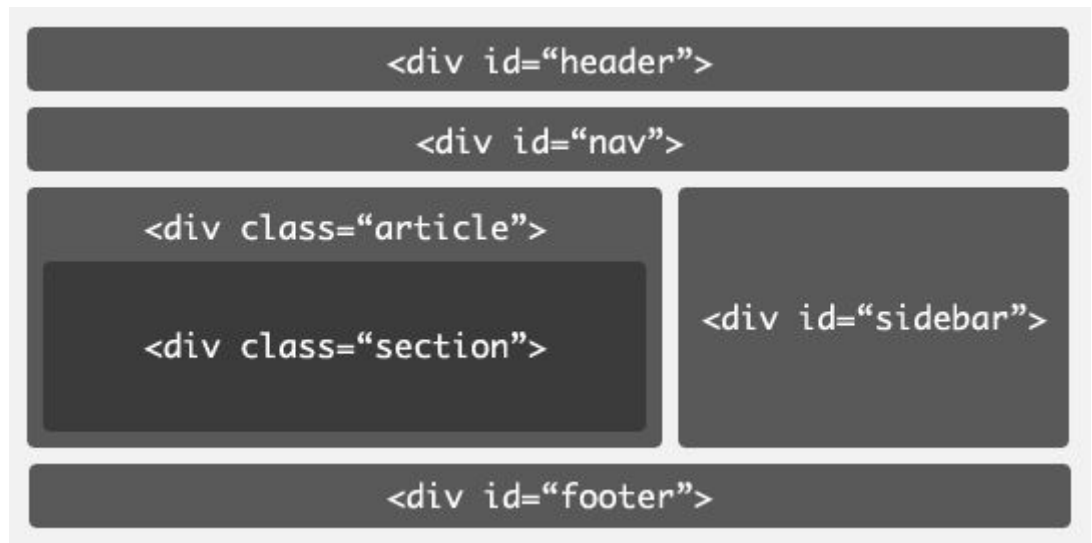 <div id=“header”>
<div id=“nav”>
<div class=“article”>
<div class=“section”>
<div id=“sidebar”>
<div id=“footer”>